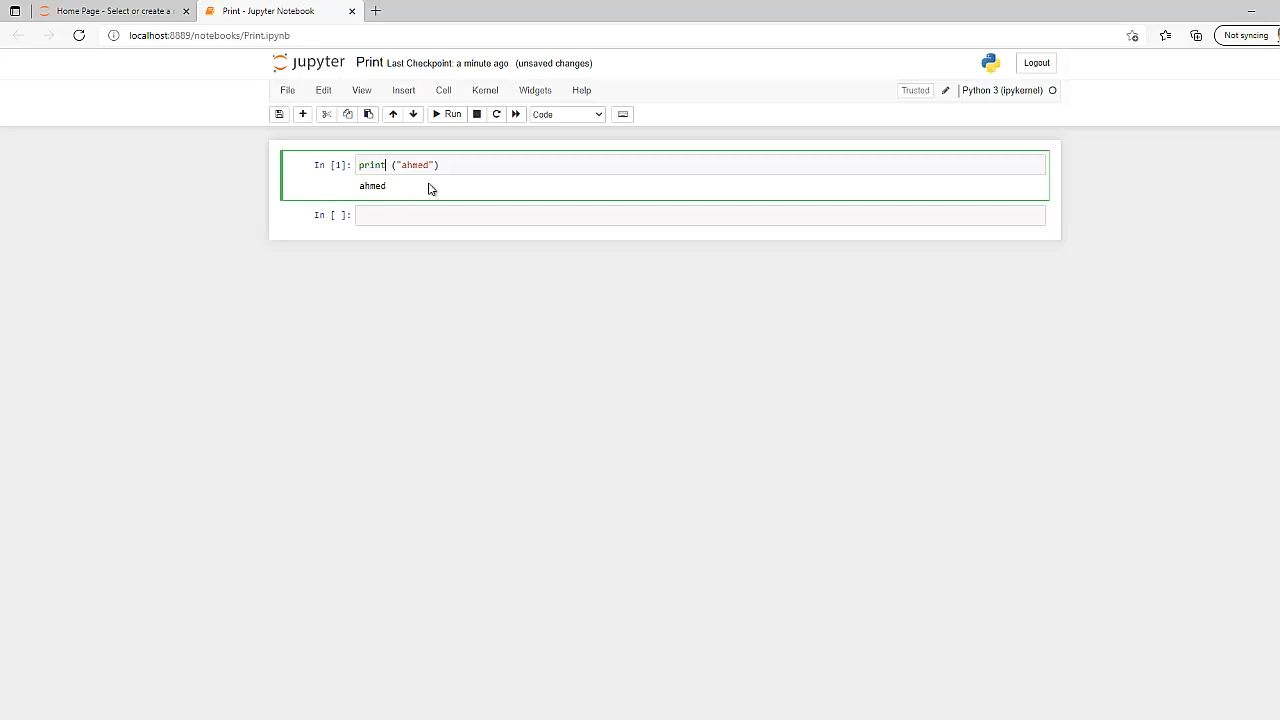 Home Page - Select or create a
Print - Jupyter Notebook
localhost:8889/notebooks/Print.ipynb
Not syncing
jupyter Print Last Checkpoint: a minute ago (unsaved changes)
Logout
File Edit View Insert Cell Kernel Widgets Help
Trusted
Python 3 (ipykernel)
Run
Code
In [1]: print ("ahmed")
ahmed
In [ ]: